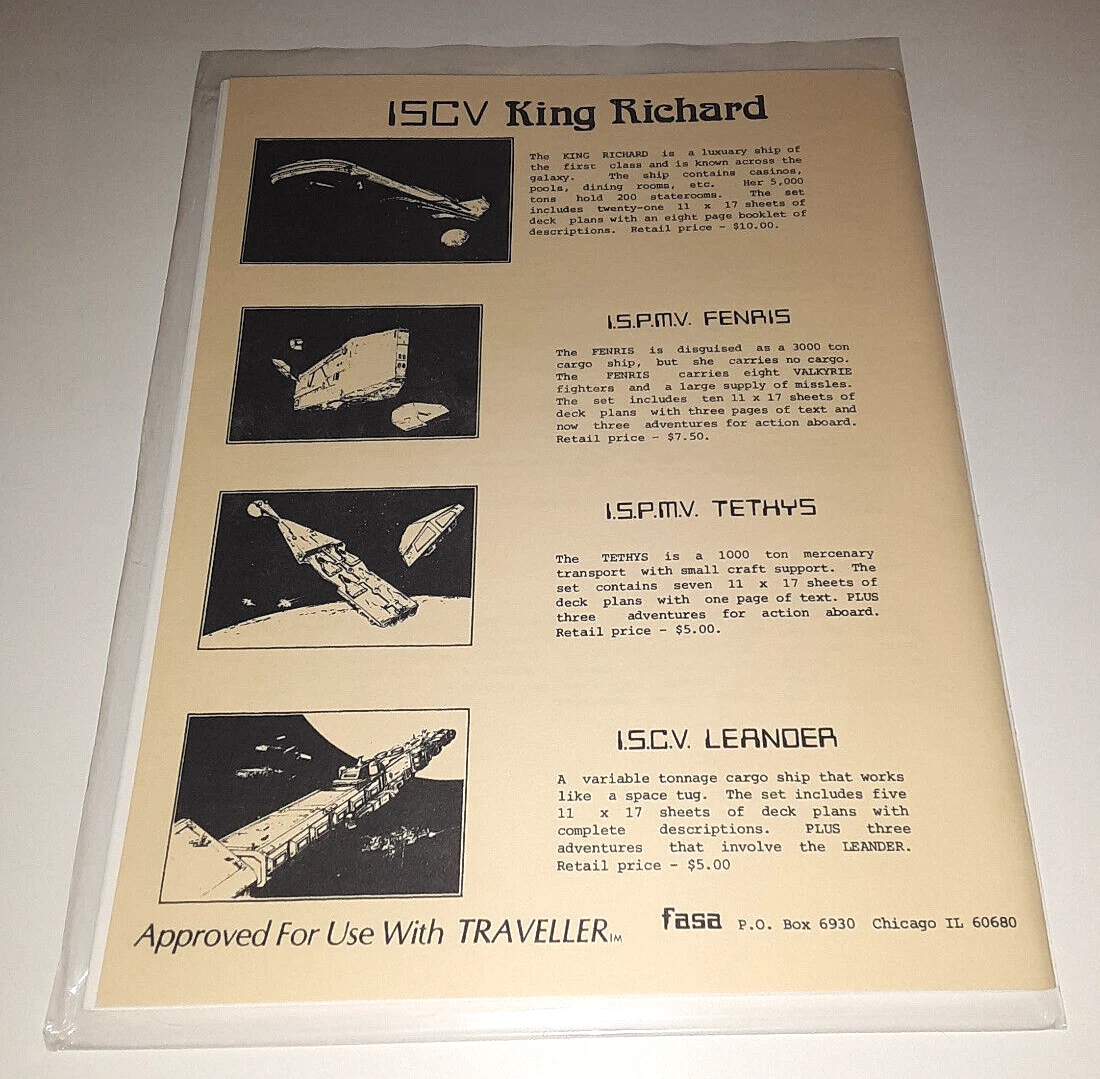 ISCV King Richard
The KING RICHARD is a luxuary ship of
the first class and is known across the
galaxy. The ship contains casinos,
pools, dining rooms, etc. Her 5,000
tons hold 200 staterooms. The set
includes twenty-one 11 x 17 sheets of
deck plans with an eight page booklet of
descriptions. Retail price - $10.00.
I.S.P.M.V. FENRIS
The FENRIS is disguised as a 3000 ton
cargo ship, but she carries no cargo.
The FENRIS carries eight VALKYRIE
fighters and a large supply of missles.
The set includes ten 11 x 17 sheets of
deck plans with three pages of text and
now three adventures for action aboard.
Retail price - $7.50.
I.S.P.M.V. TETHYS
The TETHYS is a 1000 ton mercenary
transport with small craft support. The
set contains seven 11 x 17 sheets of
deck plans with one page of text. PLUS
three adventures for action aboard.
Retail price - $5.00.
I.S.C.V. LEANDER
A variable tonnage cargo ship that works
like a space tug. The set includes five
11 x 17 sheets of deck plans with
complete descriptions. PLUS three
adventures that involve the LEANDER.
Retail price - $5.00
Approved For Use With TRAVELLER™
fasa P.O. Box 6930 Chicago IL 60680